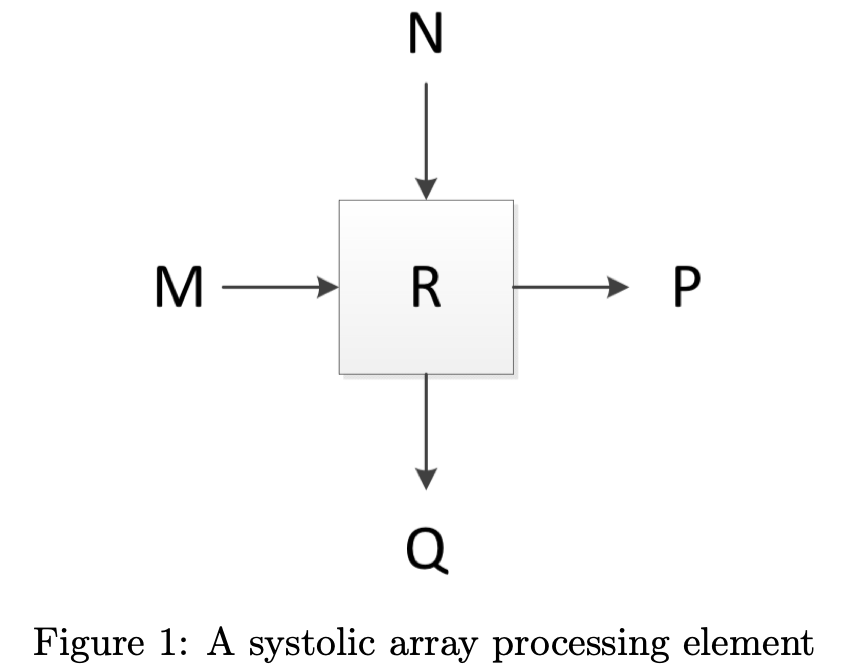 N
M R P
Q
Figure 1: A systolic array processing element